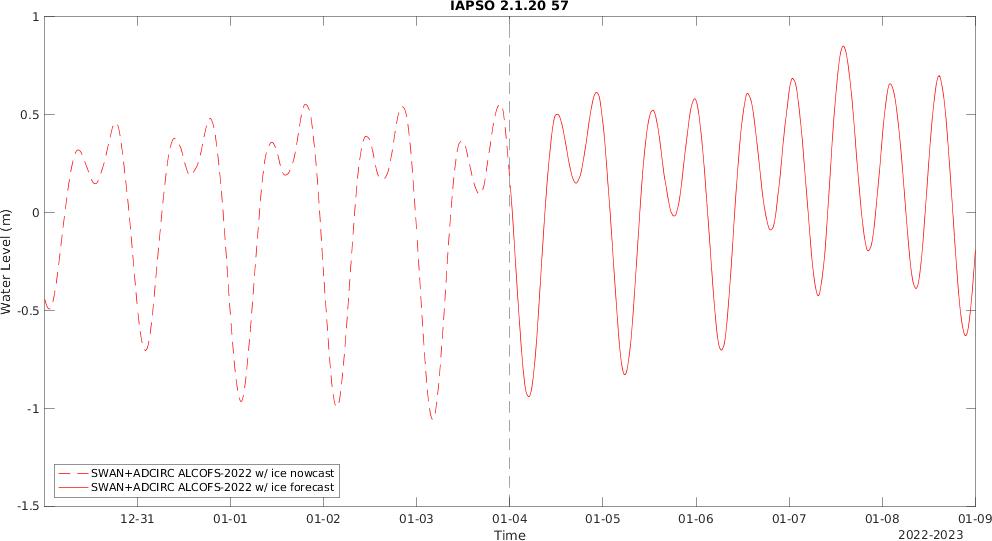 IAPSO 2.1.20 57
Water Level (m)
1
0.5
0
-0.5
-1
-1.5
SWAN+ADCIRC ALCOFS-2022 w/ ice nowcast
SWAN+ADCIRC ALCOFS-2022 w/ ice forecast
12-31 01-01 01-02 01-03 01-04 01-05 01-06 01-07 01-08 01-09
Time
2022-2023